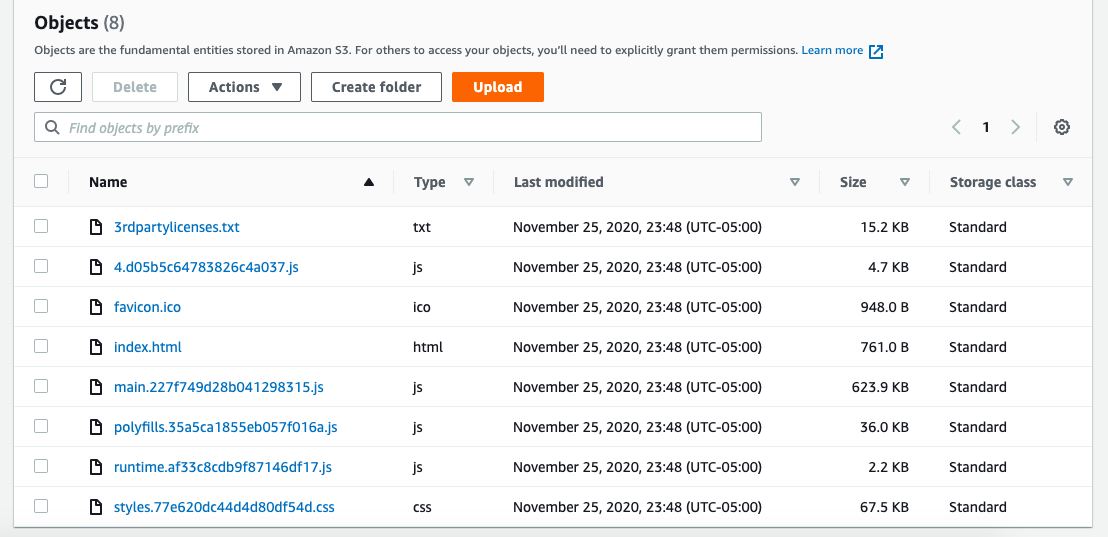 Objects (8)
Objects are the fundamental entities stored in Amazon S3. For others to access your objects, you'll need to explicitly grant them permissions. Learn more
Delete Actions Create folder Upload
Find objects by prefix 1
Name Type Last modified Size Storage class
3rdpartylicenses.txt txt November 25, 2020, 23:48 (UTC-05:00) 15.2 KB Standard
4.d05b5c64783826c4a037.js js November 25, 2020, 23:48 (UTC-05:00) 4.7 KB Standard
favicon.ico ico November 25, 2020, 23:48 (UTC-05:00) 948.0 B Standard
index.html html November 25, 2020, 23:48 (UTC-05:00) 761.0 B Standard
main.227f749d28b041298315.js js November 25, 2020, 23:48 (UTC-05:00) 623.9 KB Standard
polyfills.35a5ca1855eb057f016a.js js November 25, 2020, 23:48 (UTC-05:00) 36.0 KB Standard
runtime.af33c8cdb9f87146df17.js js November 25, 2020, 23:48 (UTC-05:00) 2.2 KB Standard
styles.77e620dc44d4d80df54d.css css November 25, 2020, 23:48 (UTC-05:00) 67.5 KB Standard